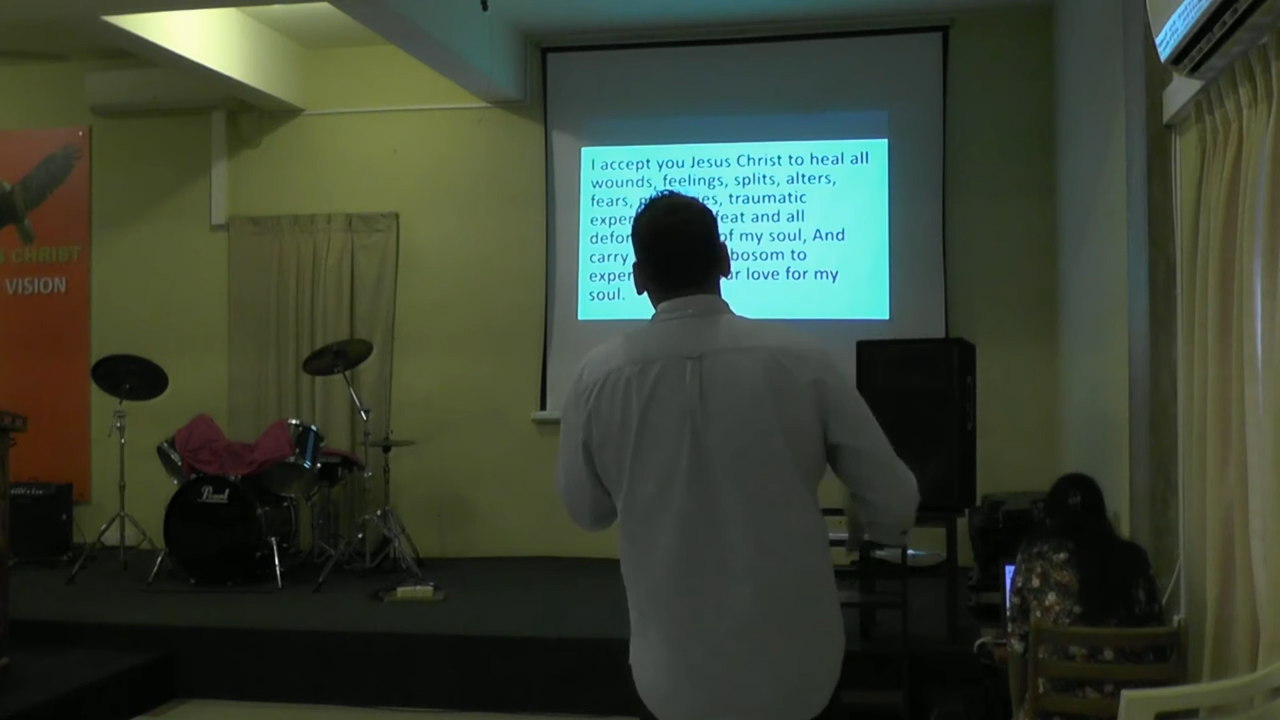 I accept you Jesus Christ to heal all
wounds, feelings, splits, alters,
fears, traumatic
and all
of my soul, And
carry bosom to
love for my
soul.
CHRIST
VISION
Pearl